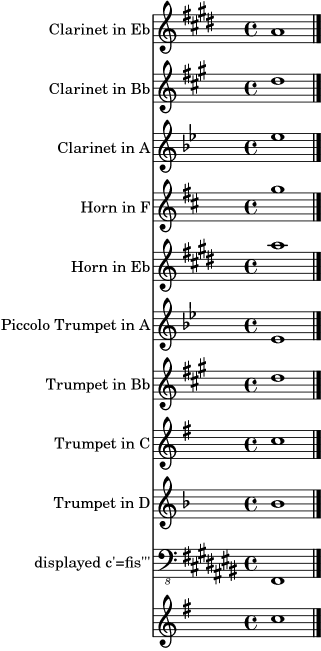 Clarinet in Eb
Clarinet in Bb
Clarinet in A
Horn in F
Horn in Eb
Piccolo Trumpet in A
Trumpet in Bb
Trumpet in C
Trumpet in D
displayed c'=fis'''
8